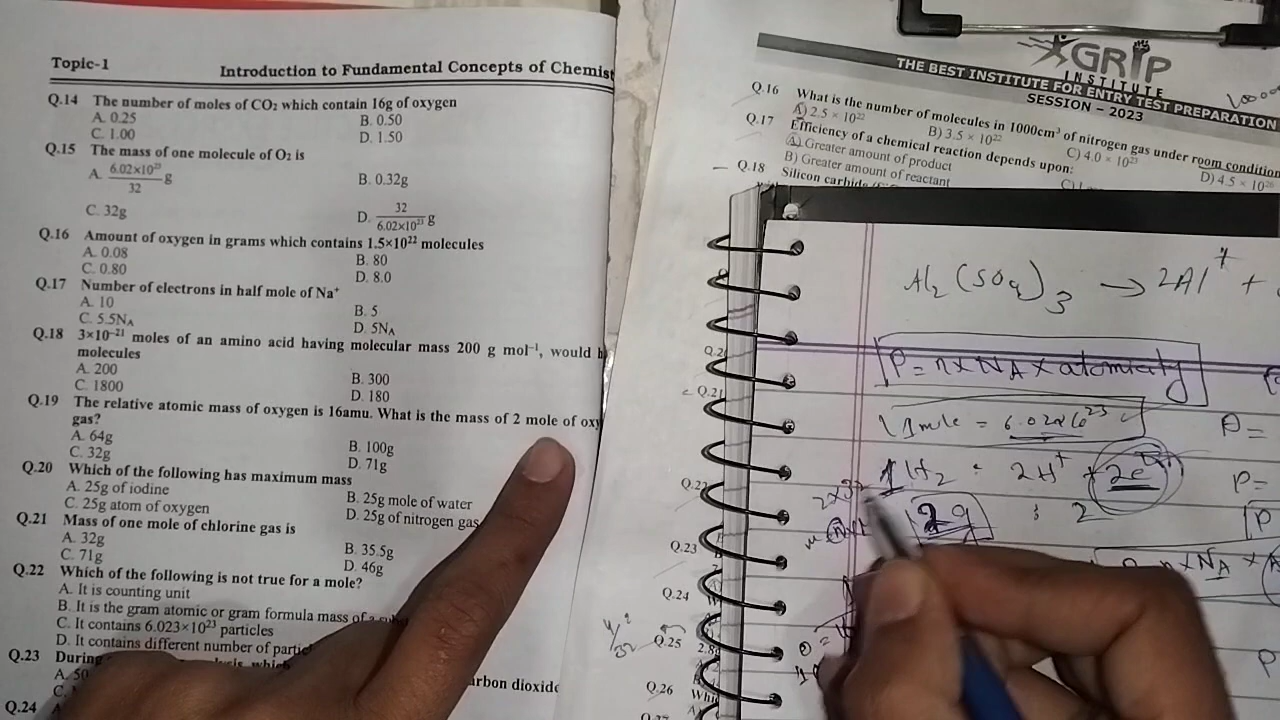 Topic-1
Introduction to Fundamental Concepts of Chemist
Q.14 The number of moles of CO₂ which contain 16g of oxygen
A. 0.25 B. 0.50
C. 1.00 D. 1.50
Q.15 The mass of one molecule of O₂ is
A. 6.02×10²³/32 g B. 0.32g
C. 32g D. 32/6.02×10²³ g
Q.16 Amount of oxygen in grams which contains 1.5×10²² molecules
A. 0.08 B. 80
C. 0.80 D. 8.0
Q.17 Number of electrons in half mole of Na⁺
A. 10 B. 5
C. 5.5Nᴀ D. 5Nᴀ
Q.18 3×10⁻²¹ moles of an amino acid having molecular mass 200 g mol⁻¹, would h
molecules
A. 200 B. 300
C. 1800 D. 180
Q.19 The relative atomic mass of oxygen is 16amu. What is the mass of 2 mole of oxy
gas?
A. 64g B. 100g
C. 32g D. 71g
Q.20 Which of the following has maximum mass
A. 25g of iodine B. 25g mole of water
C. 25g atom of oxygen D. 25g of nitrogen gas
Q.21 Mass of one mole of chlorine gas is
A. 32g B. 35.5g
C. 71g D. 46g
Q.22 Which of the following is not true for a mole?
A. It is counting unit
B. It is the gram atomic or gram formula mass of a
C. It contains 6.023×10²³ particles
D. It contains different number of partic
Q.23 During which
A. 50
C.
arbon dioxide
Q.24
GRIP
INSTITUTE
THE BEST INSTITUTE FOR ENTRY TEST PREPARATION
SESSION – 2023
Q.16 What is the number of molecules in 1000cm³ of nitrogen gas under room condition
A) 2.5 × 10²² B) 3.5 × 10²² C) 4.0 × 10²³ D) 4.5 × 10²⁶
Q.17 Efficiency of a chemical reaction depends upon:
A) Greater amount of product
B) Greater amount of reactant
Q.18 Silicon carbide
Al₂(SO₄)₃ → 2Al⁺ +
P = n × Nᴀ × atomicity
1 mole = 6.02×10²³
P =
1H₂ : 2H⁺ + 2e
P =
2g : 2
P
n × Nᴀ ×
P
Q.21
Q.22
Q.23
Q.24
Q.25
Q.26 Whi